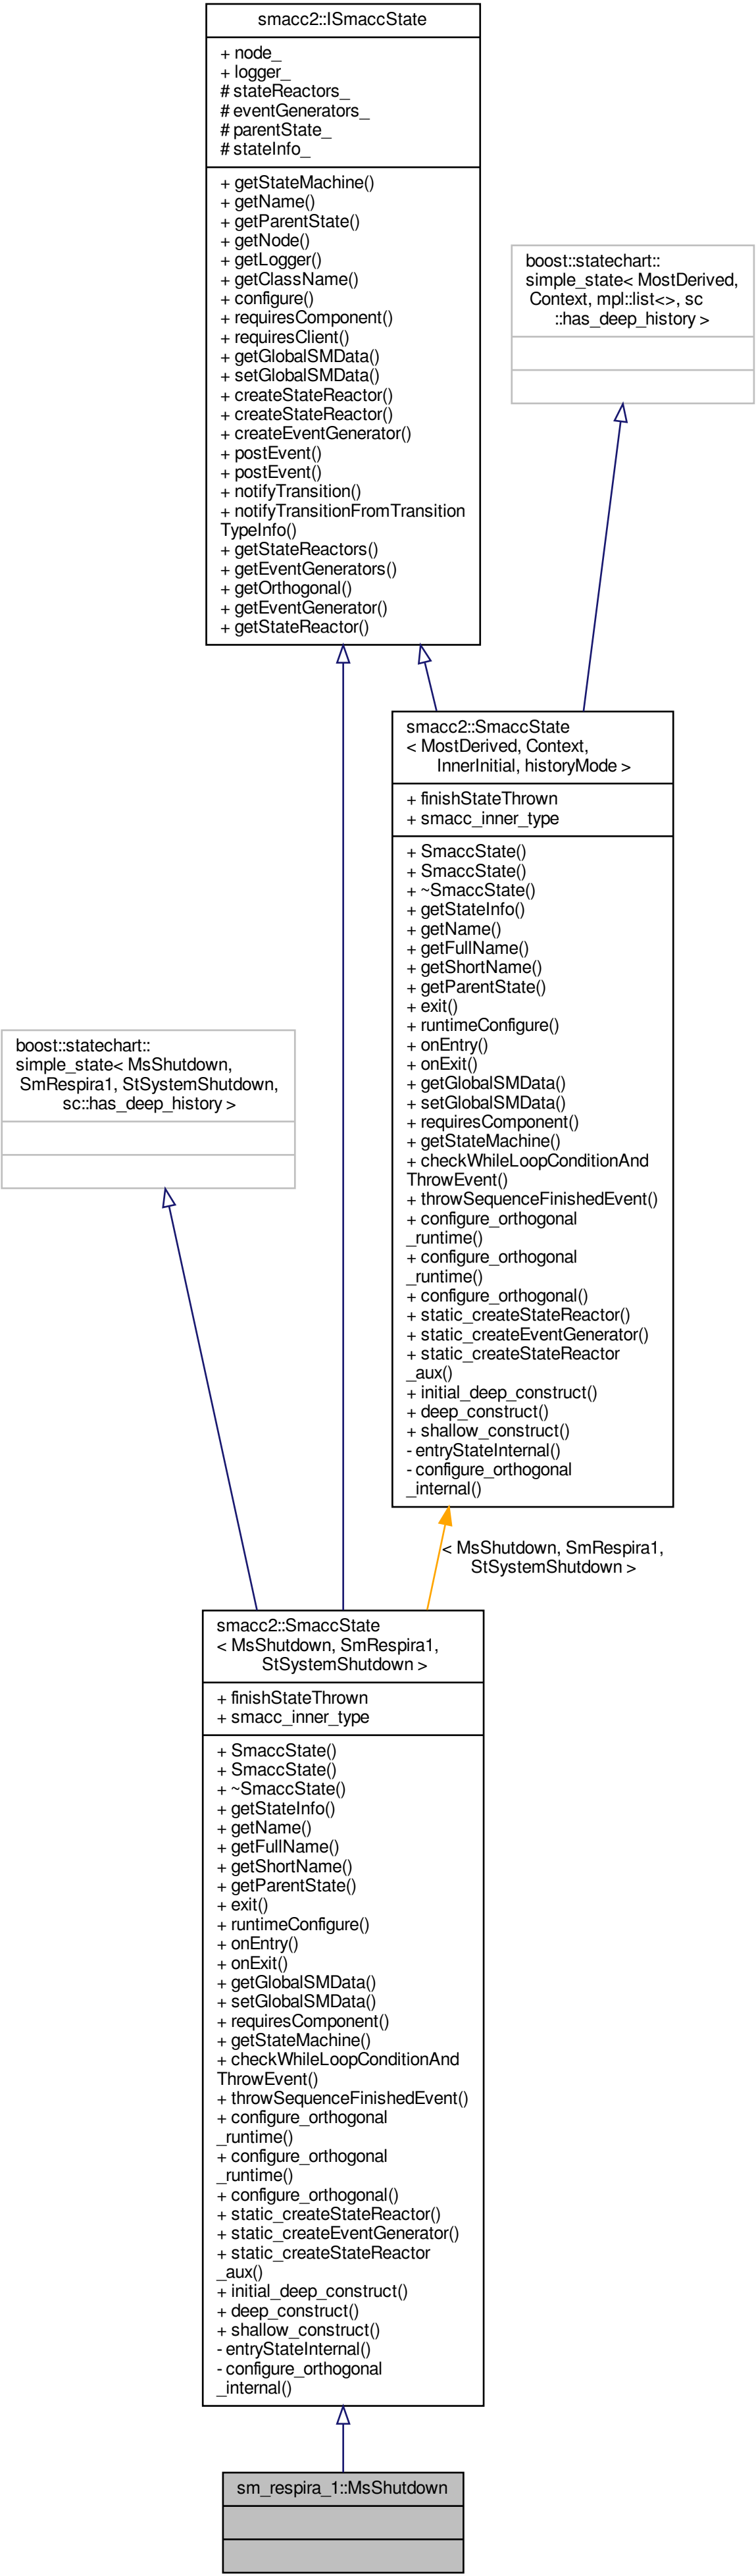 smacc2::ISmaccState
+ node_
+ logger_
# stateReactors_
# eventGenerators_
# parentState_
# stateInfo_
+ getStateMachine()
+ getName()
+ getParentState()
+ getNode()
+ getLogger()
+ getClassName()
+ configure()
+ requiresComponent()
+ requiresClient()
+ getGlobalSMData()
+ setGlobalSMData()
+ createStateReactor()
+ createStateReactor()
+ createEventGenerator()
+ postEvent()
+ postEvent()
+ notifyTransition()
+ notifyTransitionFromTransition
TypeInfo()
+ getStateReactors()
+ getEventGenerators()
+ getOrthogonal()
+ getEventGenerator()
+ getStateReactor()
boost::statechart::
simple_state< MostDerived,
Context, mpl::list<>, sc
::has_deep_history >
smacc2::SmaccState
< MostDerived, Context,
InnerInitial, historyMode >
+ finishStateThrown
+ smacc_inner_type
+ SmaccState()
+ SmaccState()
+ ~SmaccState()
+ getStateInfo()
+ getName()
+ getFullName()
+ getShortName()
+ getParentState()
+ exit()
+ runtimeConfigure()
+ onEntry()
+ onExit()
+ getGlobalSMData()
+ setGlobalSMData()
+ requiresComponent()
+ getStateMachine()
+ checkWhileLoopConditionAnd
ThrowEvent()
+ throwSequenceFinishedEvent()
+ configure_orthogonal
_runtime()
+ configure_orthogonal
_runtime()
+ configure_orthogonal()
+ static_createStateReactor()
+ static_createEventGenerator()
+ static_createStateReactor
_aux()
+ initial_deep_construct()
+ deep_construct()
+ shallow_construct()
- entryStateInternal()
- configure_orthogonal
_internal()
boost::statechart::
simple_state< MsShutdown,
SmRespira1, StSystemShutdown,
sc::has_deep_history >
< MsShutdown, SmRespira1,
StSystemShutdown >
smacc2::SmaccState
< MsShutdown, SmRespira1,
StSystemShutdown >
+ finishStateThrown
+ smacc_inner_type
+ SmaccState()
+ SmaccState()
+ ~SmaccState()
+ getStateInfo()
+ getName()
+ getFullName()
+ getShortName()
+ getParentState()
+ exit()
+ runtimeConfigure()
+ onEntry()
+ onExit()
+ getGlobalSMData()
+ setGlobalSMData()
+ requiresComponent()
+ getStateMachine()
+ checkWhileLoopConditionAnd
ThrowEvent()
+ throwSequenceFinishedEvent()
+ configure_orthogonal
_runtime()
+ configure_orthogonal
_runtime()
+ configure_orthogonal()
+ static_createStateReactor()
+ static_createEventGenerator()
+ static_createStateReactor
_aux()
+ initial_deep_construct()
+ deep_construct()
+ shallow_construct()
- entryStateInternal()
- configure_orthogonal
_internal()
sm_respira_1::MsShutdown